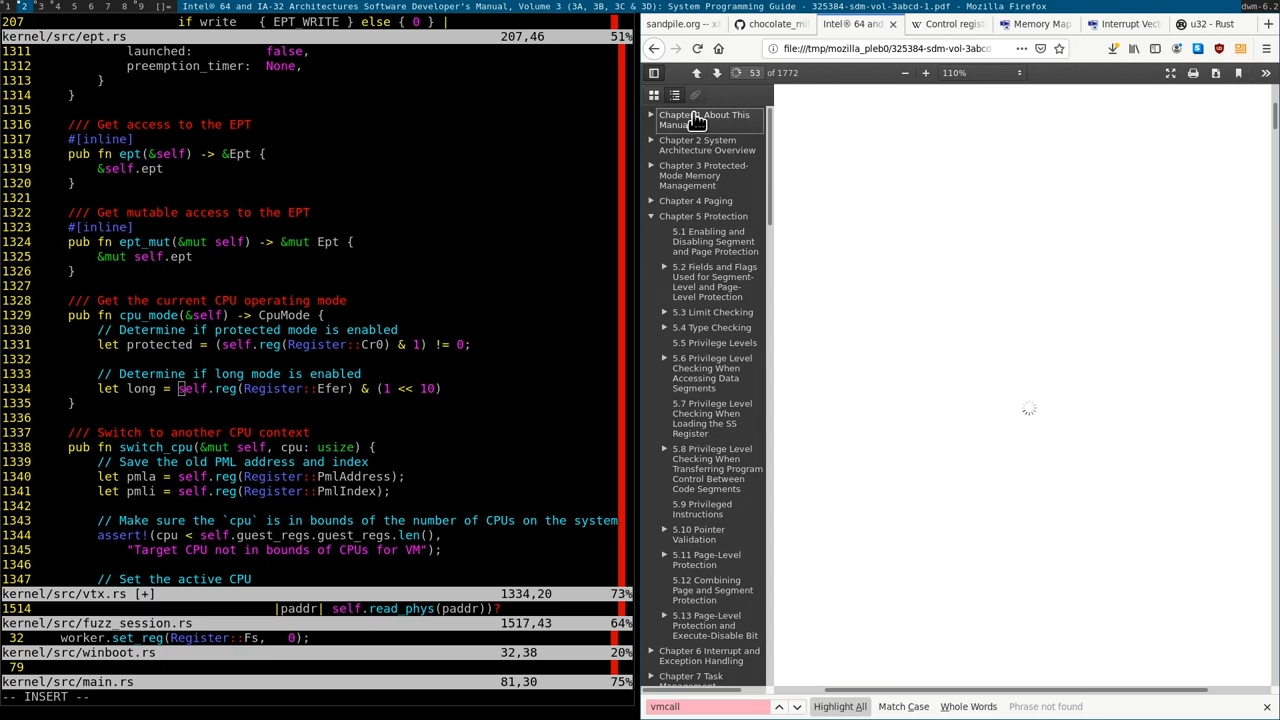 1 2 3 4 5 6 7 8 9 []= Intel® 64 and IA-32 Architectures Software Developer's Manual, Volume 3 (3A, 3B, 3C & 3D): System Programming Guide - 325384-sdm-vol-3abcd-1.pdf - Mozilla Firefox dwm-6.2
207 if write { EPT_WRITE } else { 0 } |
kernel/src/ept.rs 207,46 51%
1311 launched: false,
1312 preemption_timer: None,
1313 }
1314 }
1315
1316 /// Get access to the EPT
1317 #[inline]
1318 pub fn ept(&self) -> &Ept {
1319 &self.ept
1320 }
1321
1322 /// Get mutable access to the EPT
1323 #[inline]
1324 pub fn ept_mut(&mut self) -> &mut Ept {
1325 &mut self.ept
1326 }
1327
1328 /// Get the current CPU operating mode
1329 pub fn cpu_mode(&self) -> CpuMode {
1330 // Determine if protected mode is enabled
1331 let protected = (self.reg(Register::Cr0) & 1) != 0;
1332
1333 // Determine if long mode is enabled
1334 let long = self.reg(Register::Efer) & (1 << 10)
1335 }
1336
1337 /// Switch to another CPU context
1338 pub fn switch_cpu(&mut self, cpu: usize) {
1339 // Save the old PML address and index
1340 let pmla = self.reg(Register::PmlAddress);
1341 let pmli = self.reg(Register::PmlIndex);
1342
1343 // Make sure the `cpu` is in bounds of the number of CPUs on the system
1344 assert!(cpu < self.guest_regs.guest_regs.len(),
1345 "Target CPU not in bounds of CPUs for VM");
1346
1347 // Set the active CPU
kernel/src/vtx.rs [+] 1334,20 73%
1514 |paddr| self.read_phys(paddr))?
kernel/src/fuzz_session.rs 1517,43 64%
32 worker.set_reg(Register::Fs, 0);
kernel/src/winboot.rs 32,38 20%
79
kernel/src/main.rs 81,30 75%
-- INSERT --
sandpile.org -- x8
chocolate_mil
Intel® 64 and
Control regist
Memory Map
Interrupt Vect
u32 - Rust
file:///tmp/mozilla_pleb0/325384-sdm-vol-3abcd
53 of 1772
110%
Chapter About This
Manua
Chapter 2 System
Architecture Overview
Chapter 3 Protected-
Mode Memory
Management
Chapter 4 Paging
Chapter 5 Protection
5.1 Enabling and
Disabling Segment
and Page Protection
5.2 Fields and Flags
Used for Segment-
Level and Page-
Level Protection
5.3 Limit Checking
5.4 Type Checking
5.5 Privilege Levels
5.6 Privilege Level
Checking When
Accessing Data
Segments
5.7 Privilege Level
Checking When
Loading the SS
Register
5.8 Privilege Level
Checking When
Transferring Program
Control Between
Code Segments
5.9 Privileged
Instructions
5.10 Pointer
Validation
5.11 Page-Level
Protection
5.12 Combining
Page and Segment
Protection
5.13 Page-Level
Protection and
Execute-Disable Bit
Chapter 6 Interrupt and
Exception Handling
Chapter 7 Task
vmcall
Highlight All
Match Case
Whole Words
Phrase not found